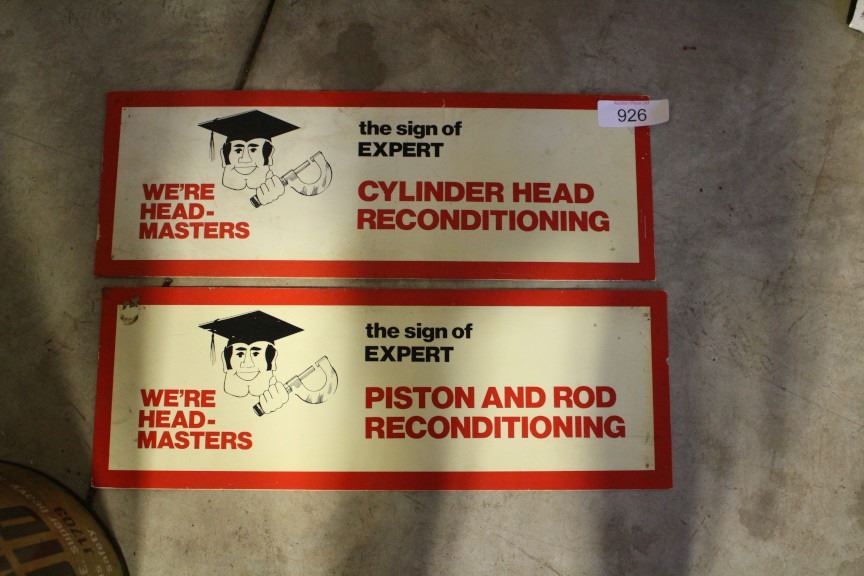 926
the sign of
EXPERT
CYLINDER HEAD
RECONDITIONING
WE'RE
HEAD-
MASTERS
the sign of
EXPERT
PISTON AND ROD
RECONDITIONING
WE'RE
HEAD-
MASTERS